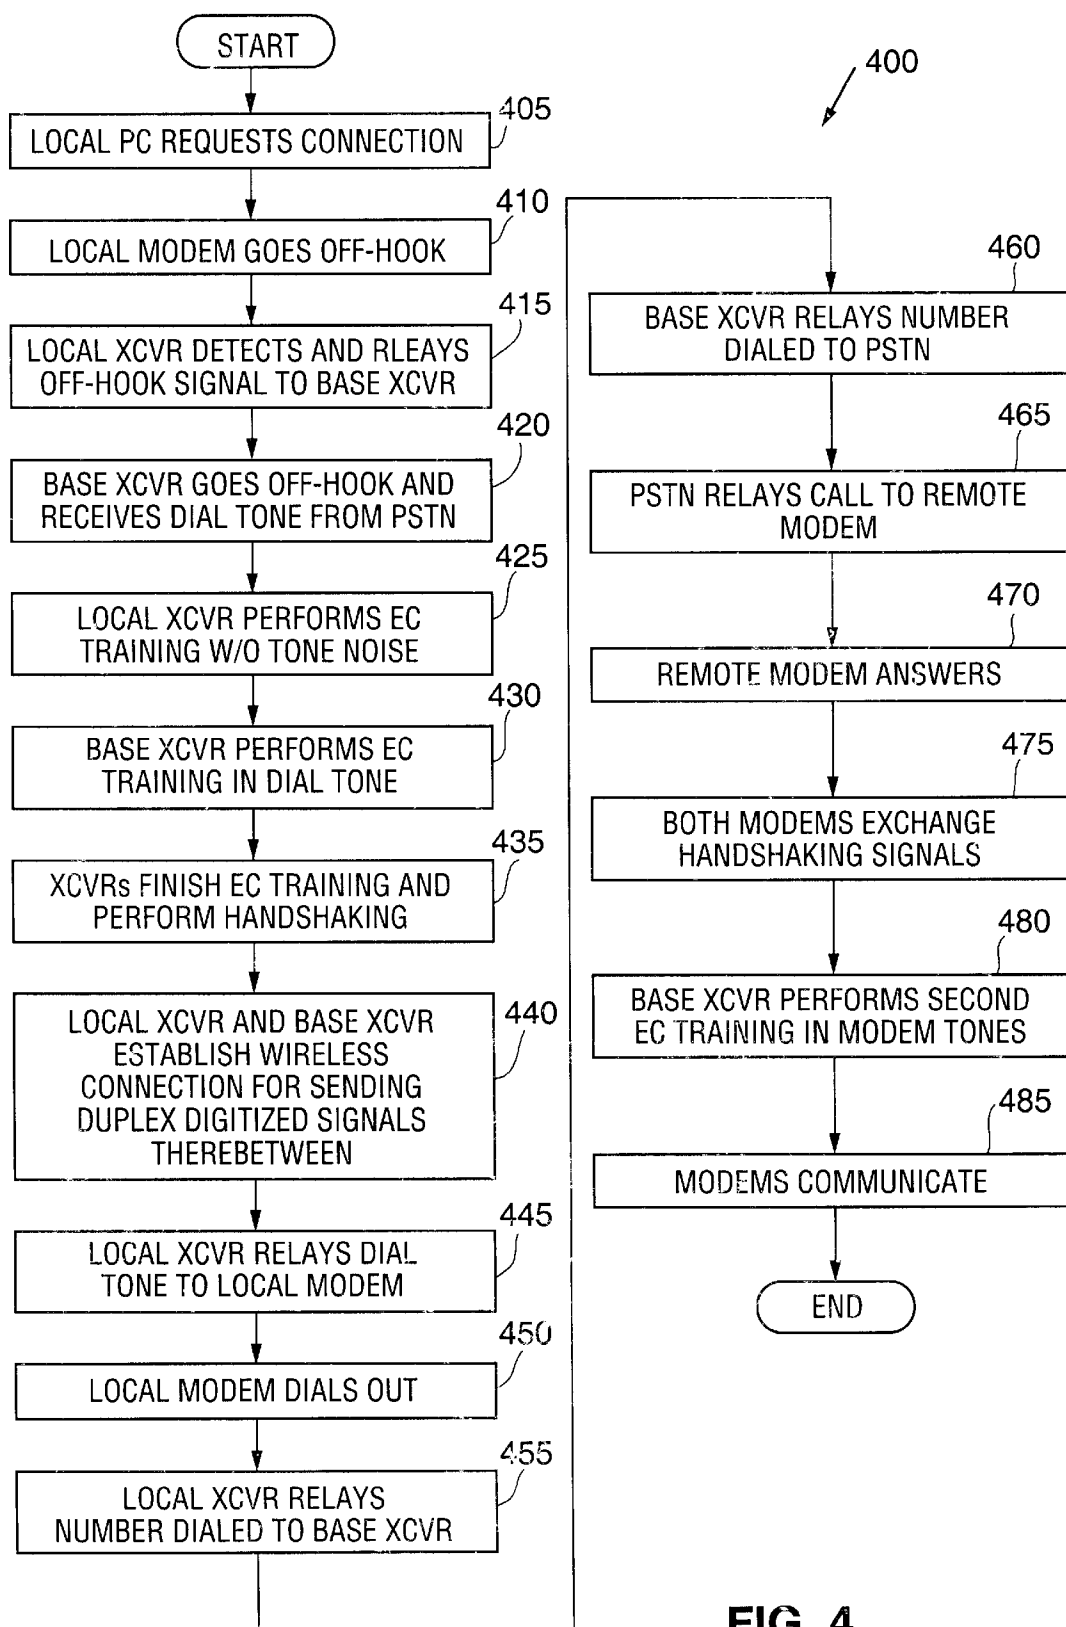 START
405
LOCAL PC REQUESTS CONNECTION
410
LOCAL MODEM GOES OFF-HOOK
415
LOCAL XCVR DETECTS AND RLEAYS
OFF-HOOK SIGNAL TO BASE XCVR
420
BASE XCVR GOES OFF-HOOK AND
RECEIVES DIAL TONE FROM PSTN
425
LOCAL XCVR PERFORMS EC
TRAINING W/O TONE NOISE
430
BASE XCVR PERFORMS EC
TRAINING IN DIAL TONE
435
XCVRs FINISH EC TRAINING AND
PERFORM HANDSHAKING
440
LOCAL XCVR AND BASE XCVR
ESTABLISH WIRELESS
CONNECTION FOR SENDING
DUPLEX DIGITIZED SIGNALS
THEREBETWEEN
445
LOCAL XCVR RELAYS DIAL
TONE TO LOCAL MODEM
450
LOCAL MODEM DIALS OUT
455
LOCAL XCVR RELAYS
NUMBER DIALED TO BASE XCVR
400
460
BASE XCVR RELAYS NUMBER
DIALED TO PSTN
465
PSTN RELAYS CALL TO REMOTE
MODEM
470
REMOTE MODEM ANSWERS
475
BOTH MODEMS EXCHANGE
HANDSHAKING SIGNALS
480
BASE XCVR PERFORMS SECOND
EC TRAINING IN MODEM TONES
485
MODEMS COMMUNICATE
END
FIG. 4